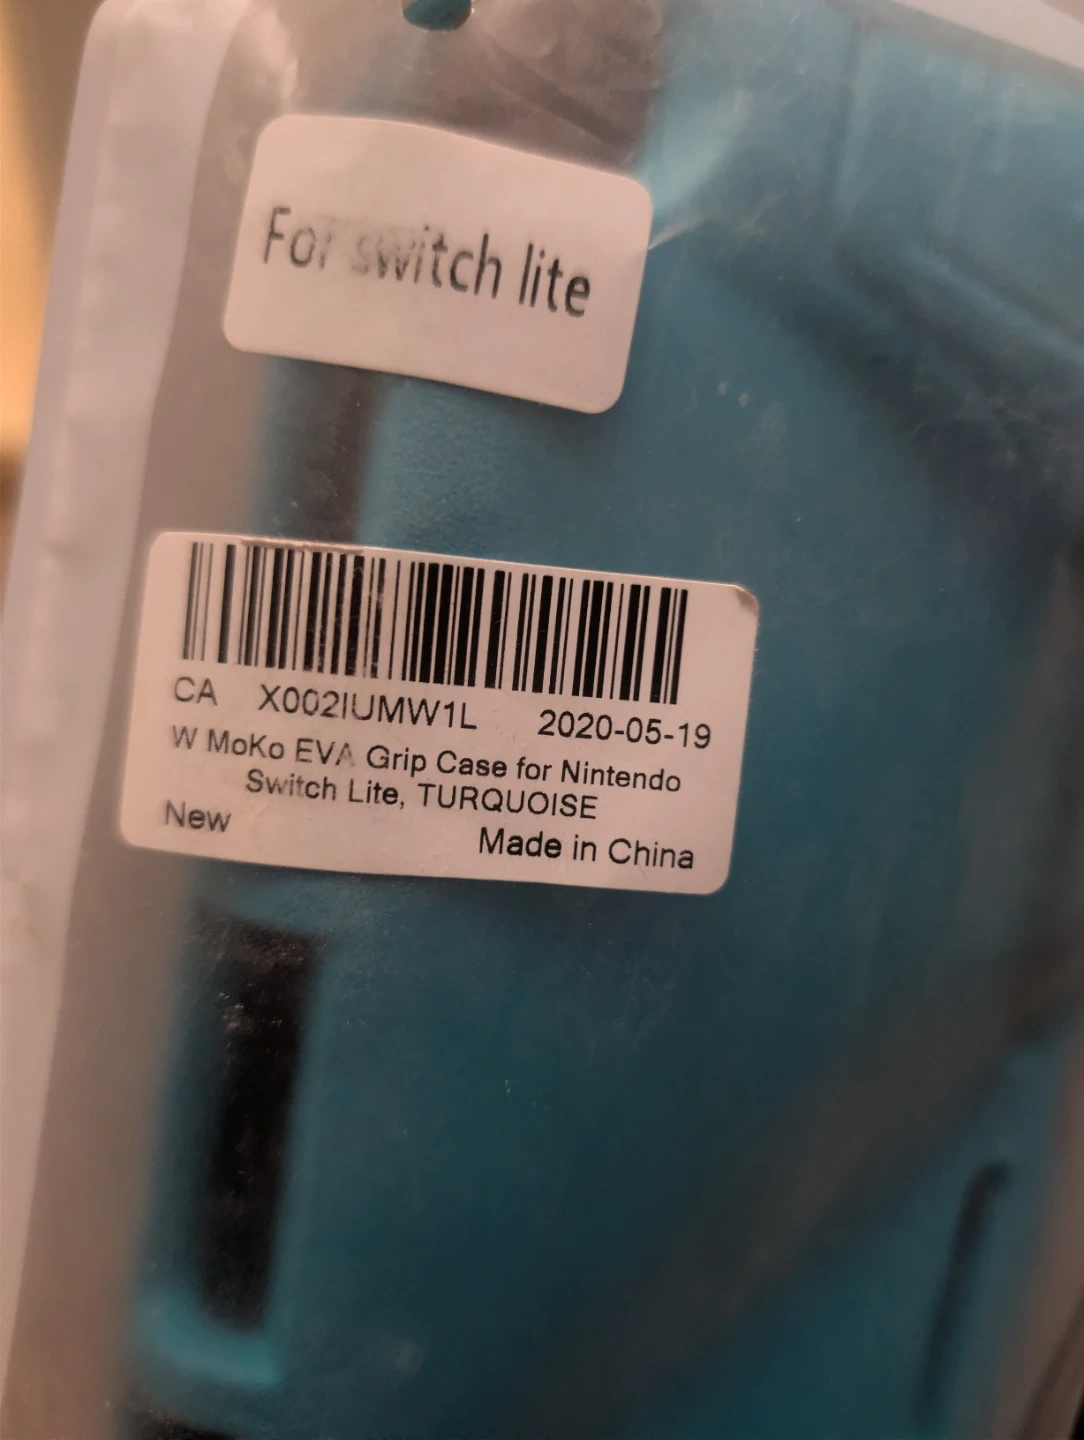 For switch lite
CA X002IUMW1L 2020-05-19
W MoKo EVA Grip Case for Nintendo
Switch Lite, TURQUOISE
New
Made in China